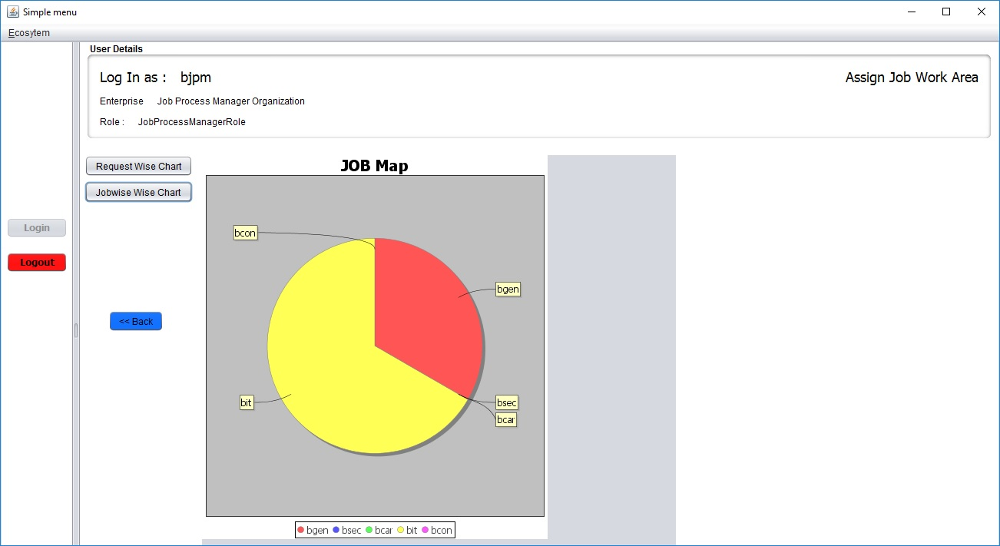 Simple menu
Ecosytem
User Details
Log In as : bjpm
Assign Job Work Area
Enterprise Job Process Manager Organization
Role : JobProcessManagerRole
Request Wise Chart
Jobwise Wise Chart
Login
Logout
<< Back
JOB Map
bcon
bgen
bit
bsec
bcar
bgen bsec bcar bit bcon